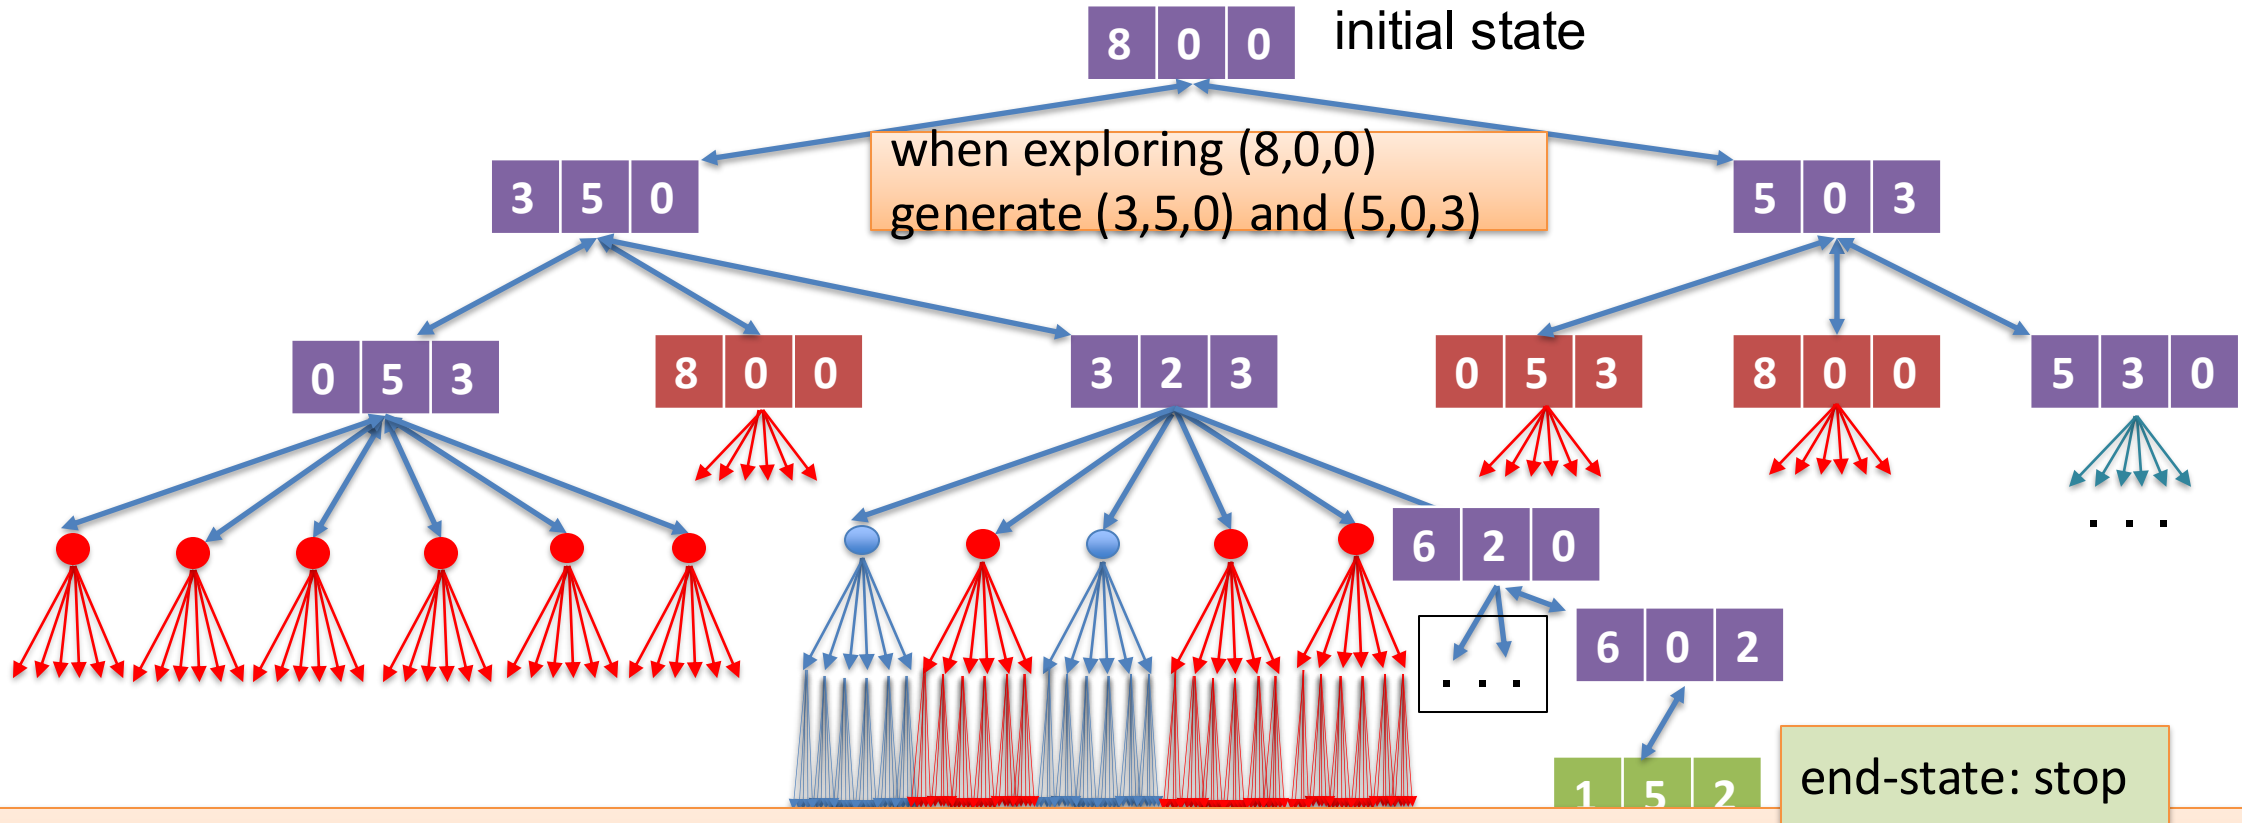 8 0 0
initial state
when exploring (8,0,0)
generate (3,5,0) and (5,0,3)
3 5 0
5 0 3
0 5 3
8 0 0
3 2 3
0 5 3
8 0 0
5 3 0
. . .
6 2 0
6 0 2
. . .
1 5 2
end-state: stop